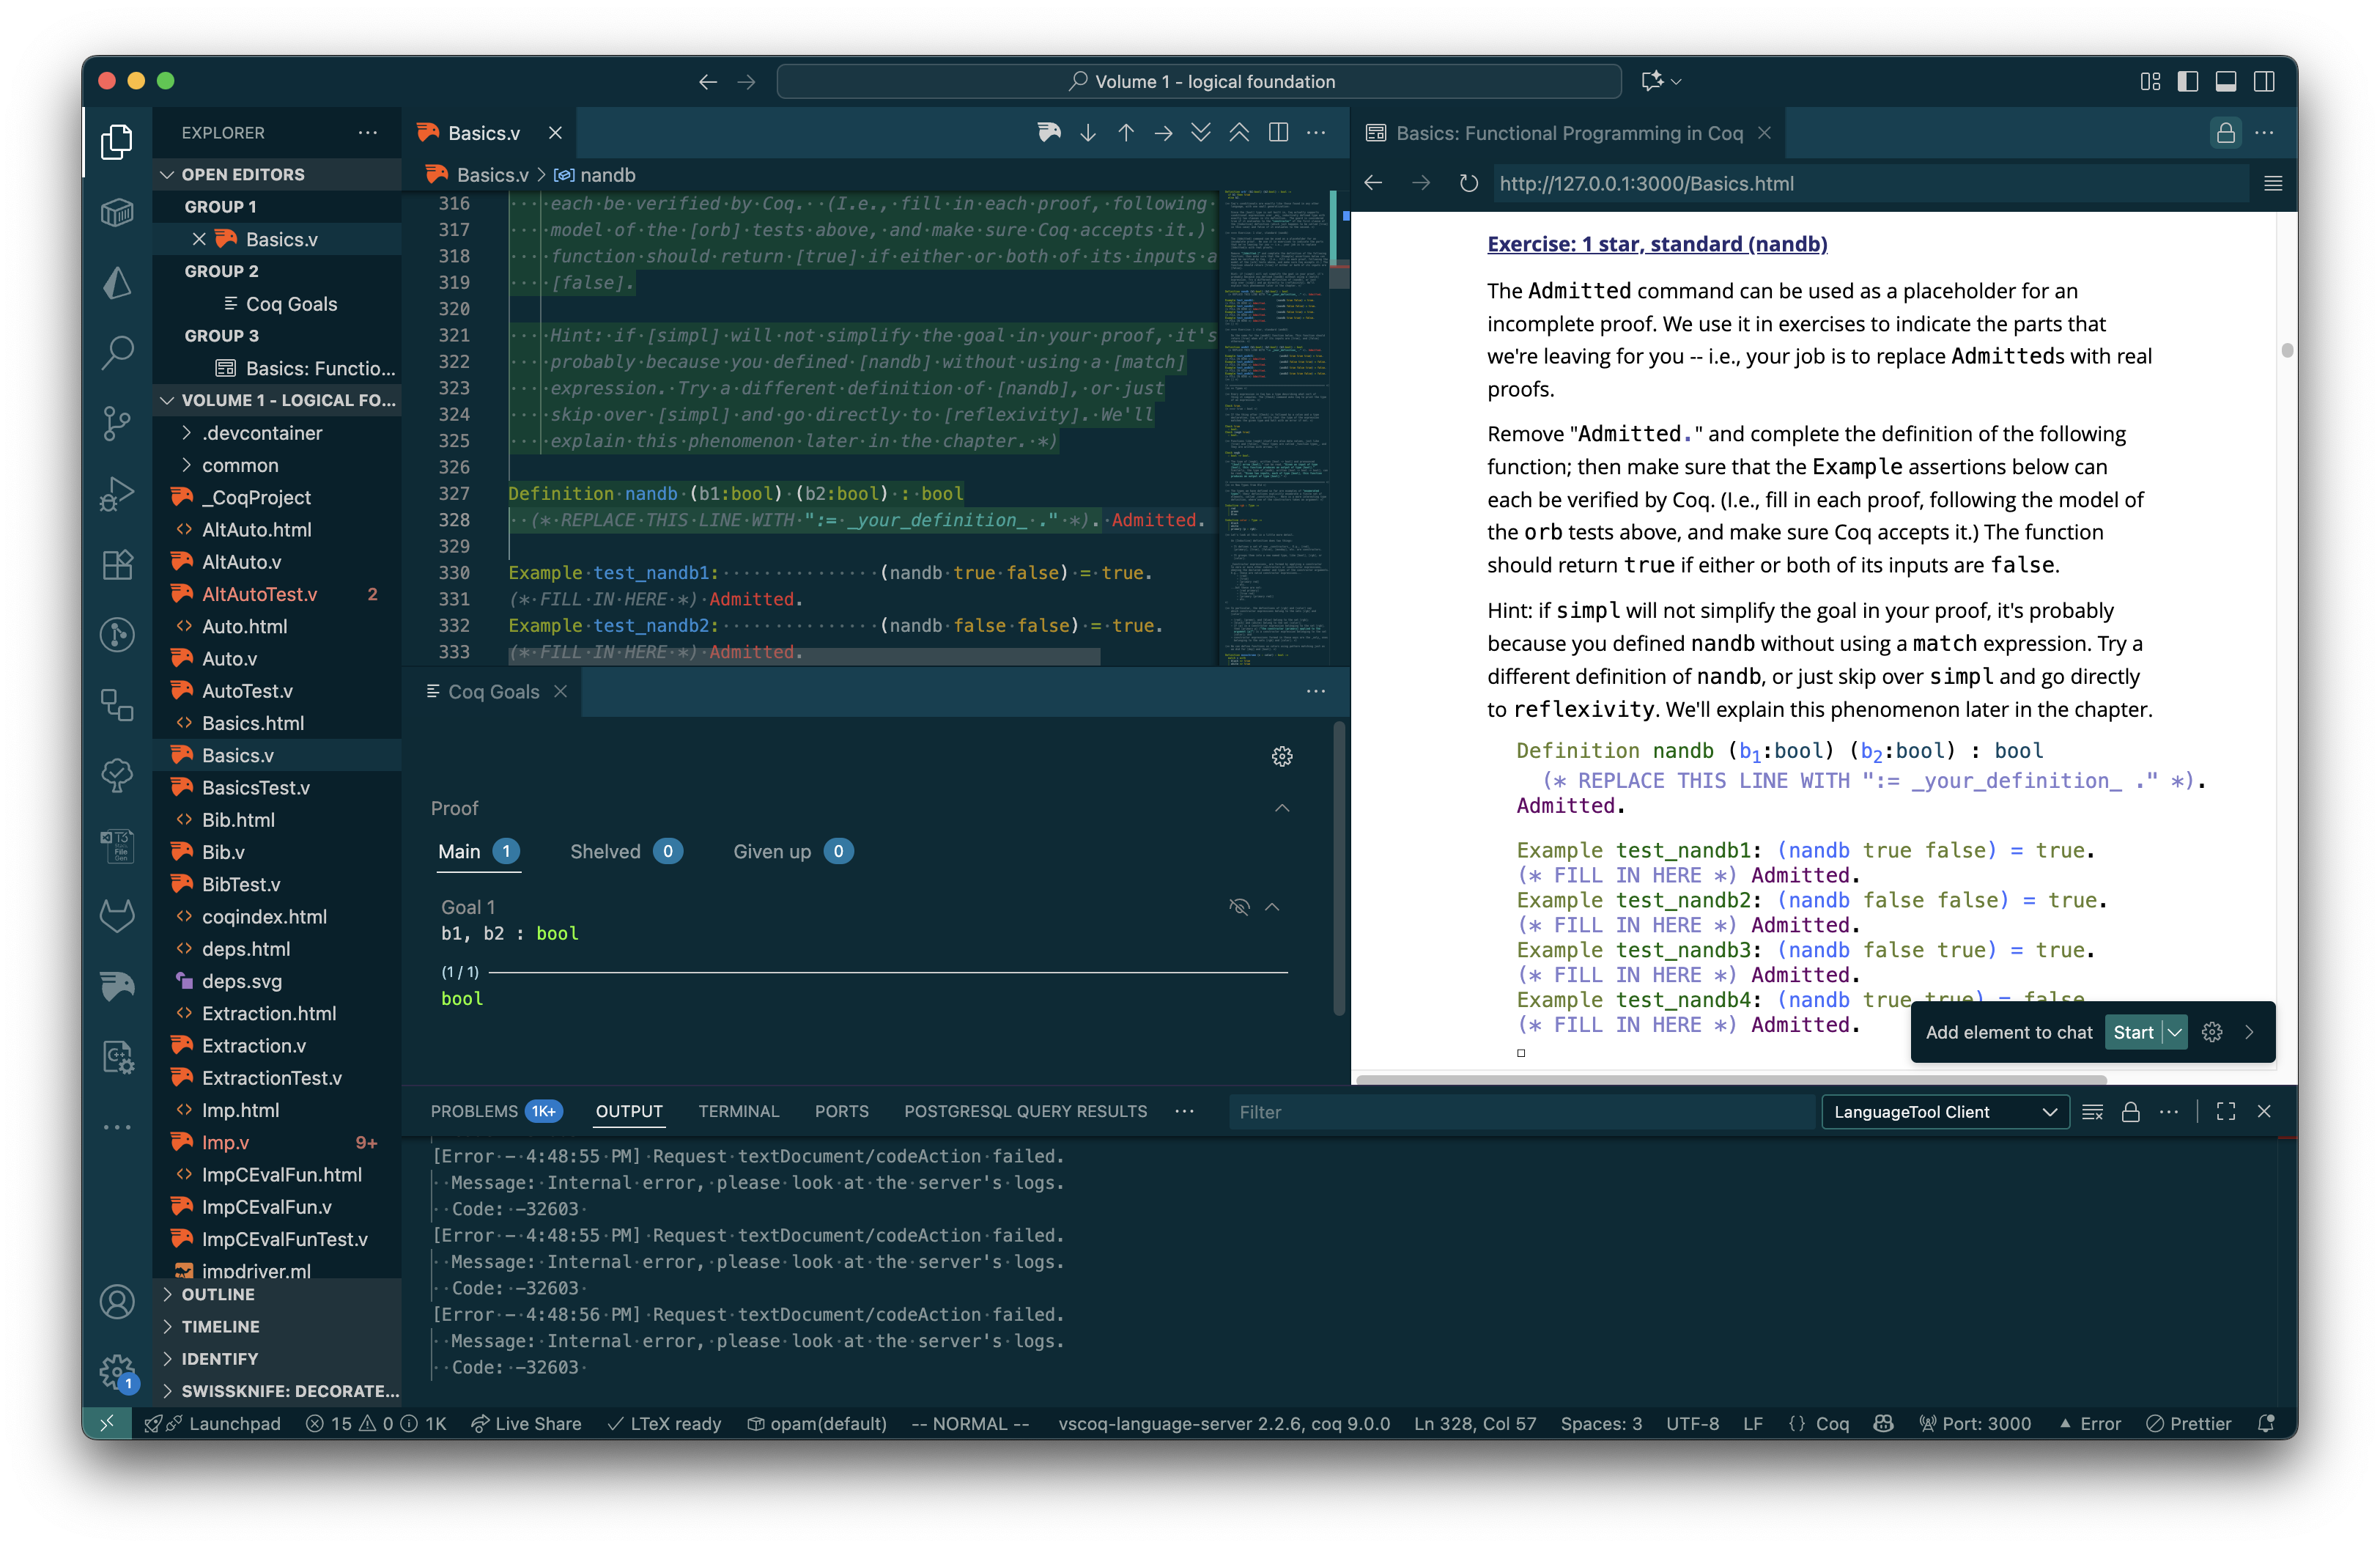 Volume 1 - logical foundation
EXPLORER
OPEN EDITORS
GROUP 1
Basics.v
GROUP 2
Coq Goals
GROUP 3
Basics: Functio...
VOLUME 1 - LOGICAL FO...
.devcontainer
common
_CoqProject
AltAuto.html
AltAuto.v
AltAutoTest.v 2
Auto.html
Auto.v
AutoTest.v
Basics.html
Basics.v
BasicsTest.v
Bib.html
Bib.v
BibTest.v
coqindex.html
deps.html
deps.svg
Extraction.html
Extraction.v
ExtractionTest.v
Imp.html
Imp.v 9+
ImpCEvalFun.html
ImpCEvalFun.v
ImpCEvalFunTest.v
impdriver.ml
OUTLINE
TIMELINE
IDENTIFY
SWISSKNIFE: DECORATE...
Basics.v
Basics.v > nandb
316 each be verified by Coq. (I.e., fill in each proof, following
317 model of the [orb] tests above, and make sure Coq accepts it.)
318 function should return [true] if either or both of its inputs a
319 [false].
320
321 Hint: if [simpl] will not simplify the goal in your proof, it's
322 probably because you defined [nandb] without using a [match]
323 expression. Try a different definition of [nandb], or just
324 skip over [simpl] and go directly to [reflexivity]. We'll
325 explain this phenomenon later in the chapter. *)
326
327 Definition nandb (b1:bool) (b2:bool) : bool
328 (* REPLACE THIS LINE WITH ":= _your_definition_ ." *). Admitted.
329
330 Example test_nandb1: (nandb true false) = true.
331 (* FILL IN HERE *) Admitted.
332 Example test_nandb2: (nandb false false) = true.
333 (* FILL IN HERE *) Admitted.
Coq Goals
Proof
Main 1 Shelved 0 Given up 0
Goal 1
b1, b2 : bool
(1 / 1)
bool
Basics: Functional Programming in Coq
http://127.0.0.1:3000/Basics.html
Exercise: 1 star, standard (nandb)
The Admitted command can be used as a placeholder for an
incomplete proof. We use it in exercises to indicate the parts that
we're leaving for you -- i.e., your job is to replace Admitteds with real
proofs.
Remove "Admitted." and complete the definition of the following
function; then make sure that the Example assertions below can
each be verified by Coq. (I.e., fill in each proof, following the model of
the orb tests above, and make sure Coq accepts it.) The function
should return true if either or both of its inputs are false.
Hint: if simpl will not simplify the goal in your proof, it's probably
because you defined nandb without using a match expression. Try a
different definition of nandb, or just skip over simpl and go directly
to reflexivity. We'll explain this phenomenon later in the chapter.
Definition nandb (b1:bool) (b2:bool) : bool
(* REPLACE THIS LINE WITH ":= _your_definition_ ." *).
Admitted.
Example test_nandb1: (nandb true false) = true.
(* FILL IN HERE *) Admitted.
Example test_nandb2: (nandb false false) = true.
(* FILL IN HERE *) Admitted.
Example test_nandb3: (nandb false true) = true.
(* FILL IN HERE *) Admitted.
Example test_nandb4: (nandb true true) = false
(* FILL IN HERE *) Admitted.
Add element to chat Start
PROBLEMS 1K+ OUTPUT TERMINAL PORTS POSTGRESQL QUERY RESULTS Filter LanguageTool Client
[Error - 4:48:55 PM] Request textDocument/codeAction failed.
Message: Internal error, please look at the server's logs.
Code: -32603
[Error - 4:48:55 PM] Request textDocument/codeAction failed.
Message: Internal error, please look at the server's logs.
Code: -32603
[Error - 4:48:56 PM] Request textDocument/codeAction failed.
Message: Internal error, please look at the server's logs.
Code: -32603
1
Launchpad 15 0 1K Live Share LTeX ready opam(default) -- NORMAL -- vscoq-language-server 2.2.6, coq 9.0.0 Ln 328, Col 57 Spaces: 3 UTF-8 LF {} Coq Port: 3000 Error Prettier